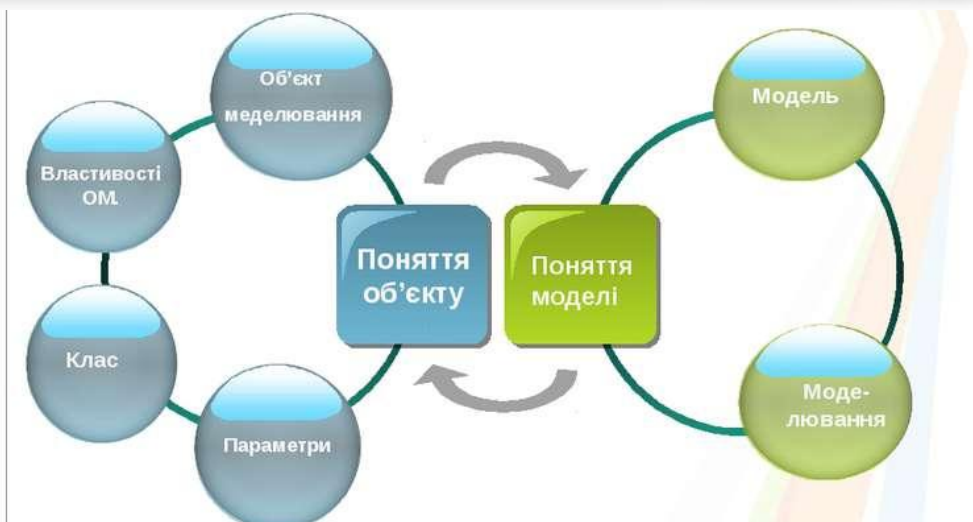 Об'єкт
меделювання
Властивості
ОМ.
Клас
Параметри
Поняття
об'єкту
Поняття
моделі
Модель
Моде-
лювання